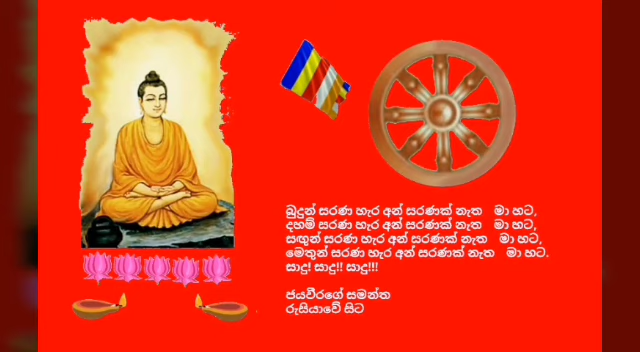 බුදුන් සරණ හැර අන් සරණක් නැත මා හට,
දහම් සරණ හැර අන් සරණක් නැත මා හට,
සඟුන් සරණ හැර අන් සරණක් නැත මා හට,
මෙතුන් සරණ හැර අන් සරණක් නැත මා හට.
සාදු! සාදු!! සාදු!!!
ජයවීරගේ සමන්ත
රුසියාවේ සිට